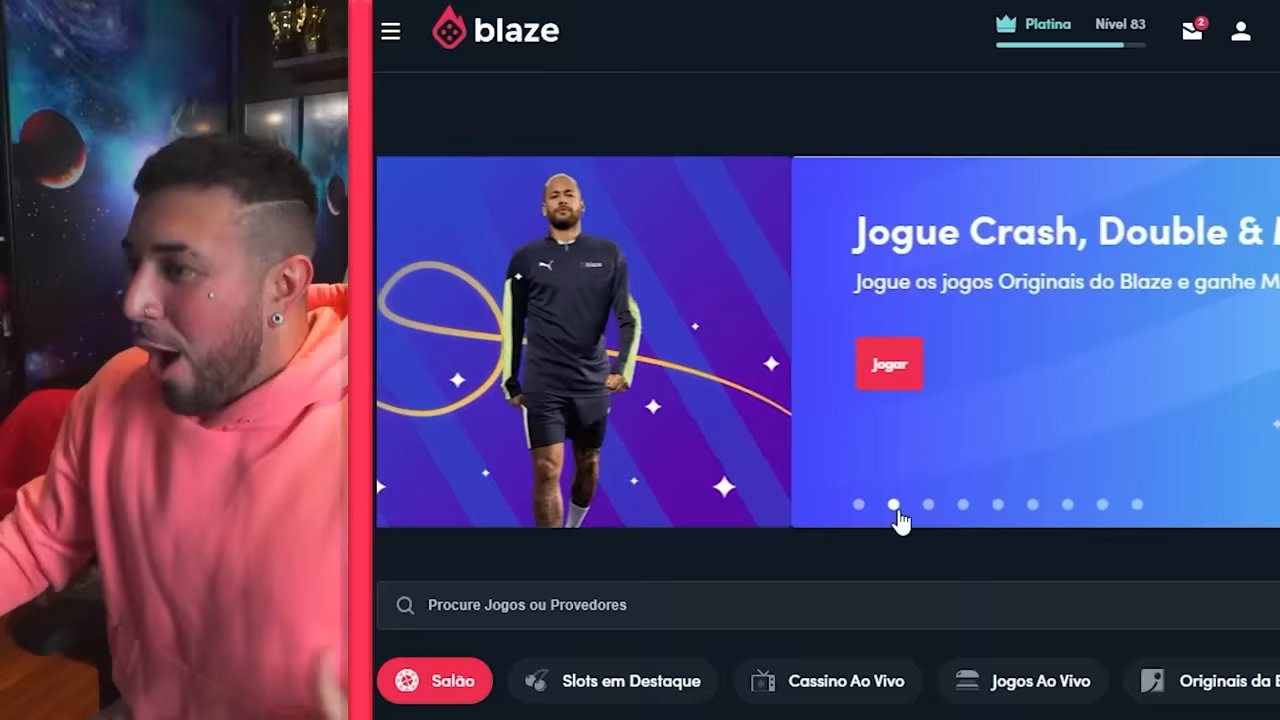 blaze
Platina Nível 83
2
Jogue Crash, Double &
Jogue os jogos Originais do Blaze e ganhe
Jogar
Procure Jogos ou Provedores
Salão
Slots em Destaque
Cassino Ao Vivo
Jogos Ao Vivo
Originais da